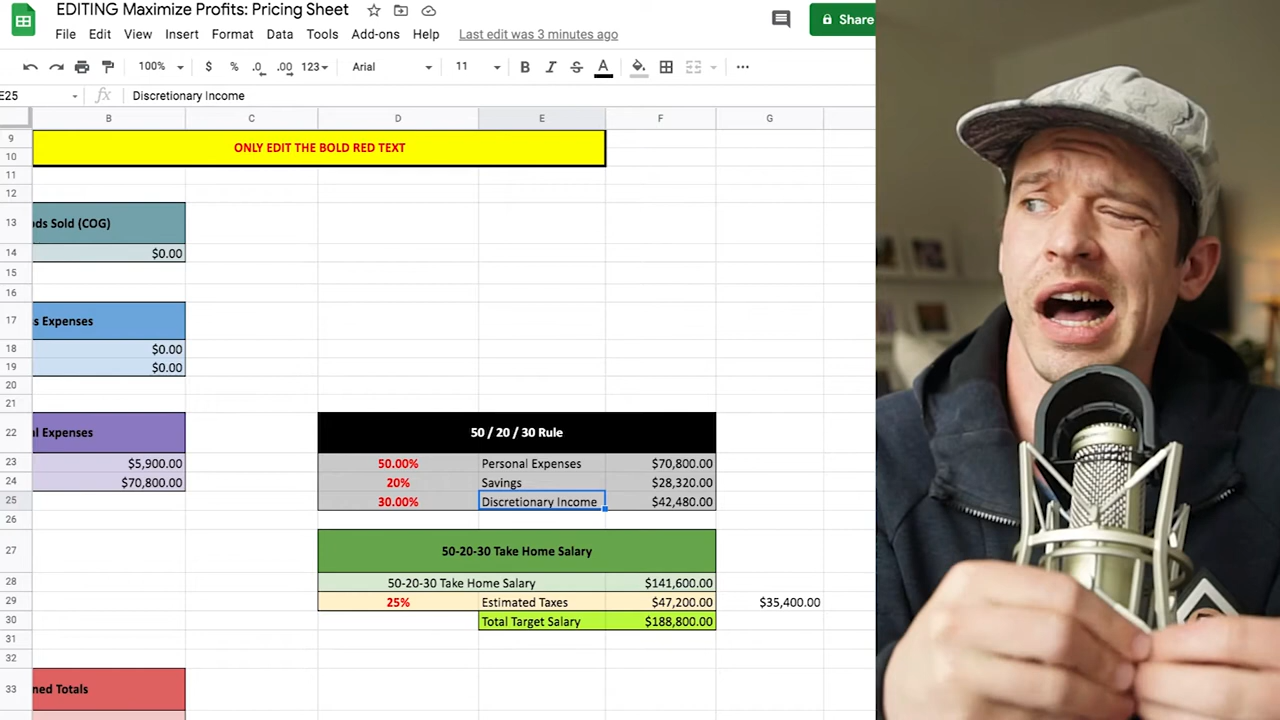 EDITING Maximize Profits: Pricing Sheet
File Edit View Insert Format Data Tools Add-ons Help Last edit was 3 minutes ago
Share
100% $ % .0 .00 123 Arial 11 B I S A
E25 fx Discretionary Income
B C D E F G
9
ONLY EDIT THE BOLD RED TEXT
10
11
12
13 ds Sold (COG)
14 $0.00
15
16
17 s Expenses
18 $0.00
19 $0.00
20
21
22 l Expenses 50 / 20 / 30 Rule
23 $5,900.00 50.00% Personal Expenses $70,800.00
24 $70,800.00 20% Savings $28,320.00
25 30.00% Discretionary Income $42,480.00
26
27 50-20-30 Take Home Salary
28 50-20-30 Take Home Salary $141,600.00
29 25% Estimated Taxes $47,200.00 $35,400.00
30 Total Target Salary $188,800.00
31
32
33 ned Totals